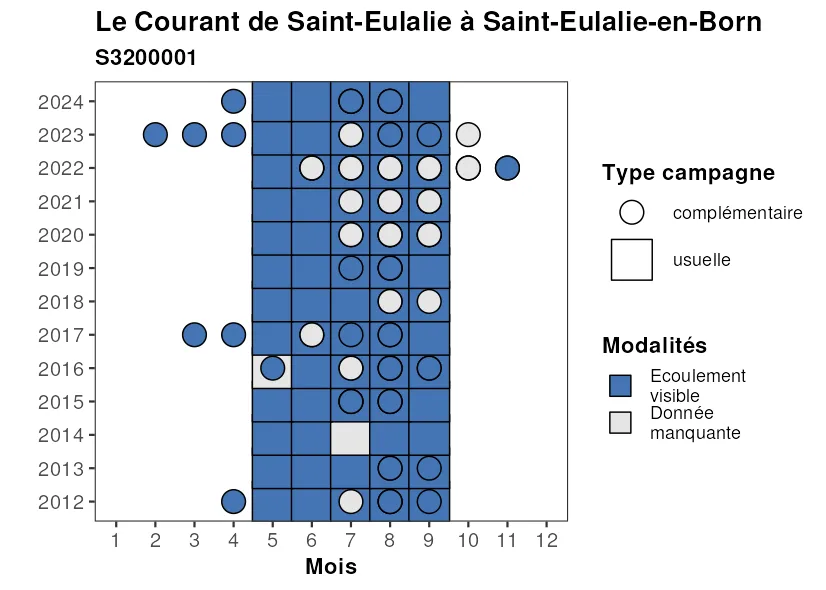 Le Courant de Saint-Eulalie à Saint-Eulalie-en-Born
S3200001
2024
2023
2022
2021
2020
2019
2018
2017
2016
2015
2014
2013
2012
1 2 3 4 5 6 7 8 9 10 11 12
Mois
Type campagne
complémentaire
usuelle
Modalités
Ecoulement
visible
Donnée
manquante